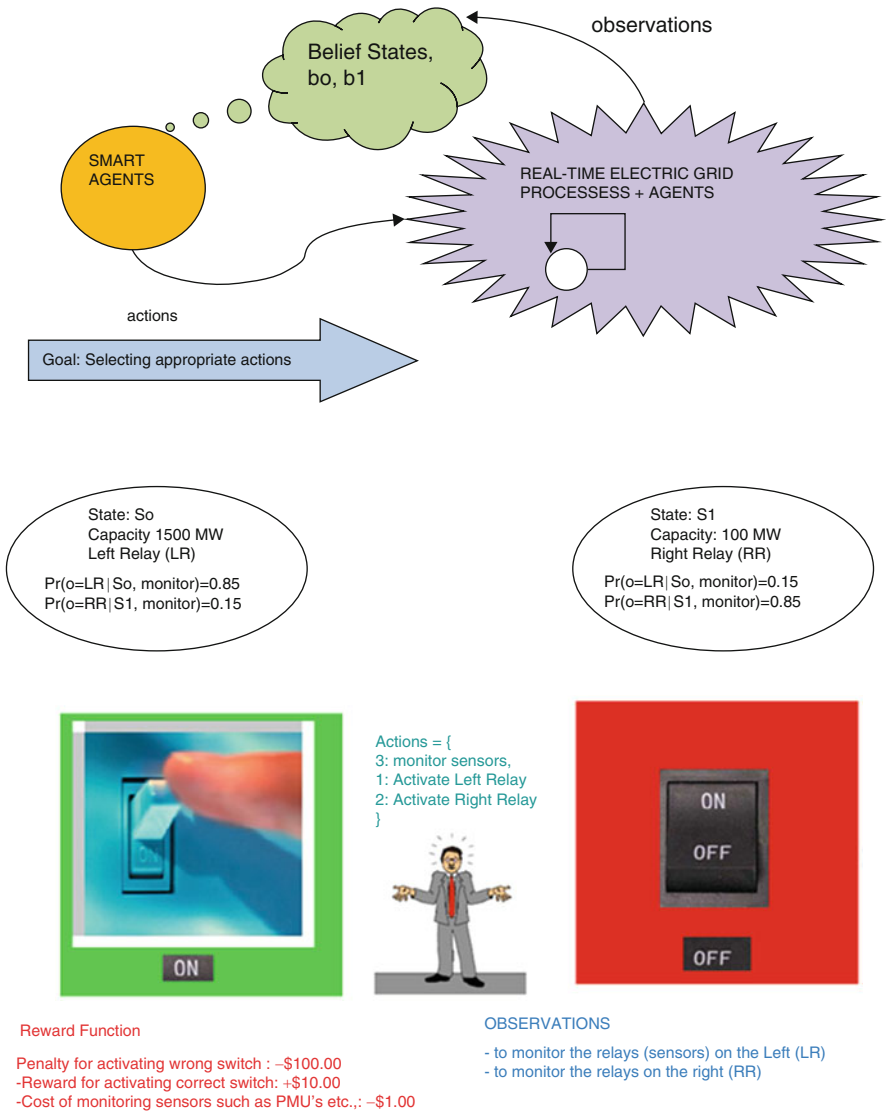 observations
Belief States,
bo, b1
SMART
AGENTS
REAL-TIME ELECTRIC GRID
PROCESSESS + AGENTS
actions
Goal: Selecting appropriate actions
State: So
Capacity 1500 MW
Left Relay (LR)
Pr(o=LR|So, monitor)=0.85
Pr(o=RR|S1, monitor)=0.15
State: S1
Capacity: 100 MW
Right Relay (RR)
Pr(o=LR|So, monitor)=0.15
Pr(o=RR|S1, monitor)=0.85
Actions = {
3: monitor sensors,
1: Activate Left Relay
2: Activate Right Relay
}
ON
ON
ON
OFF
OFF
Reward Function
Penalty for activating wrong switch : –$100.00
-Reward for activating correct switch: +$10.00
-Cost of monitoring sensors such as PMU's etc.,: –$1.00
OBSERVATIONS
- to monitor the relays (sensors) on the Left (LR)
- to monitor the relays on the right (RR)